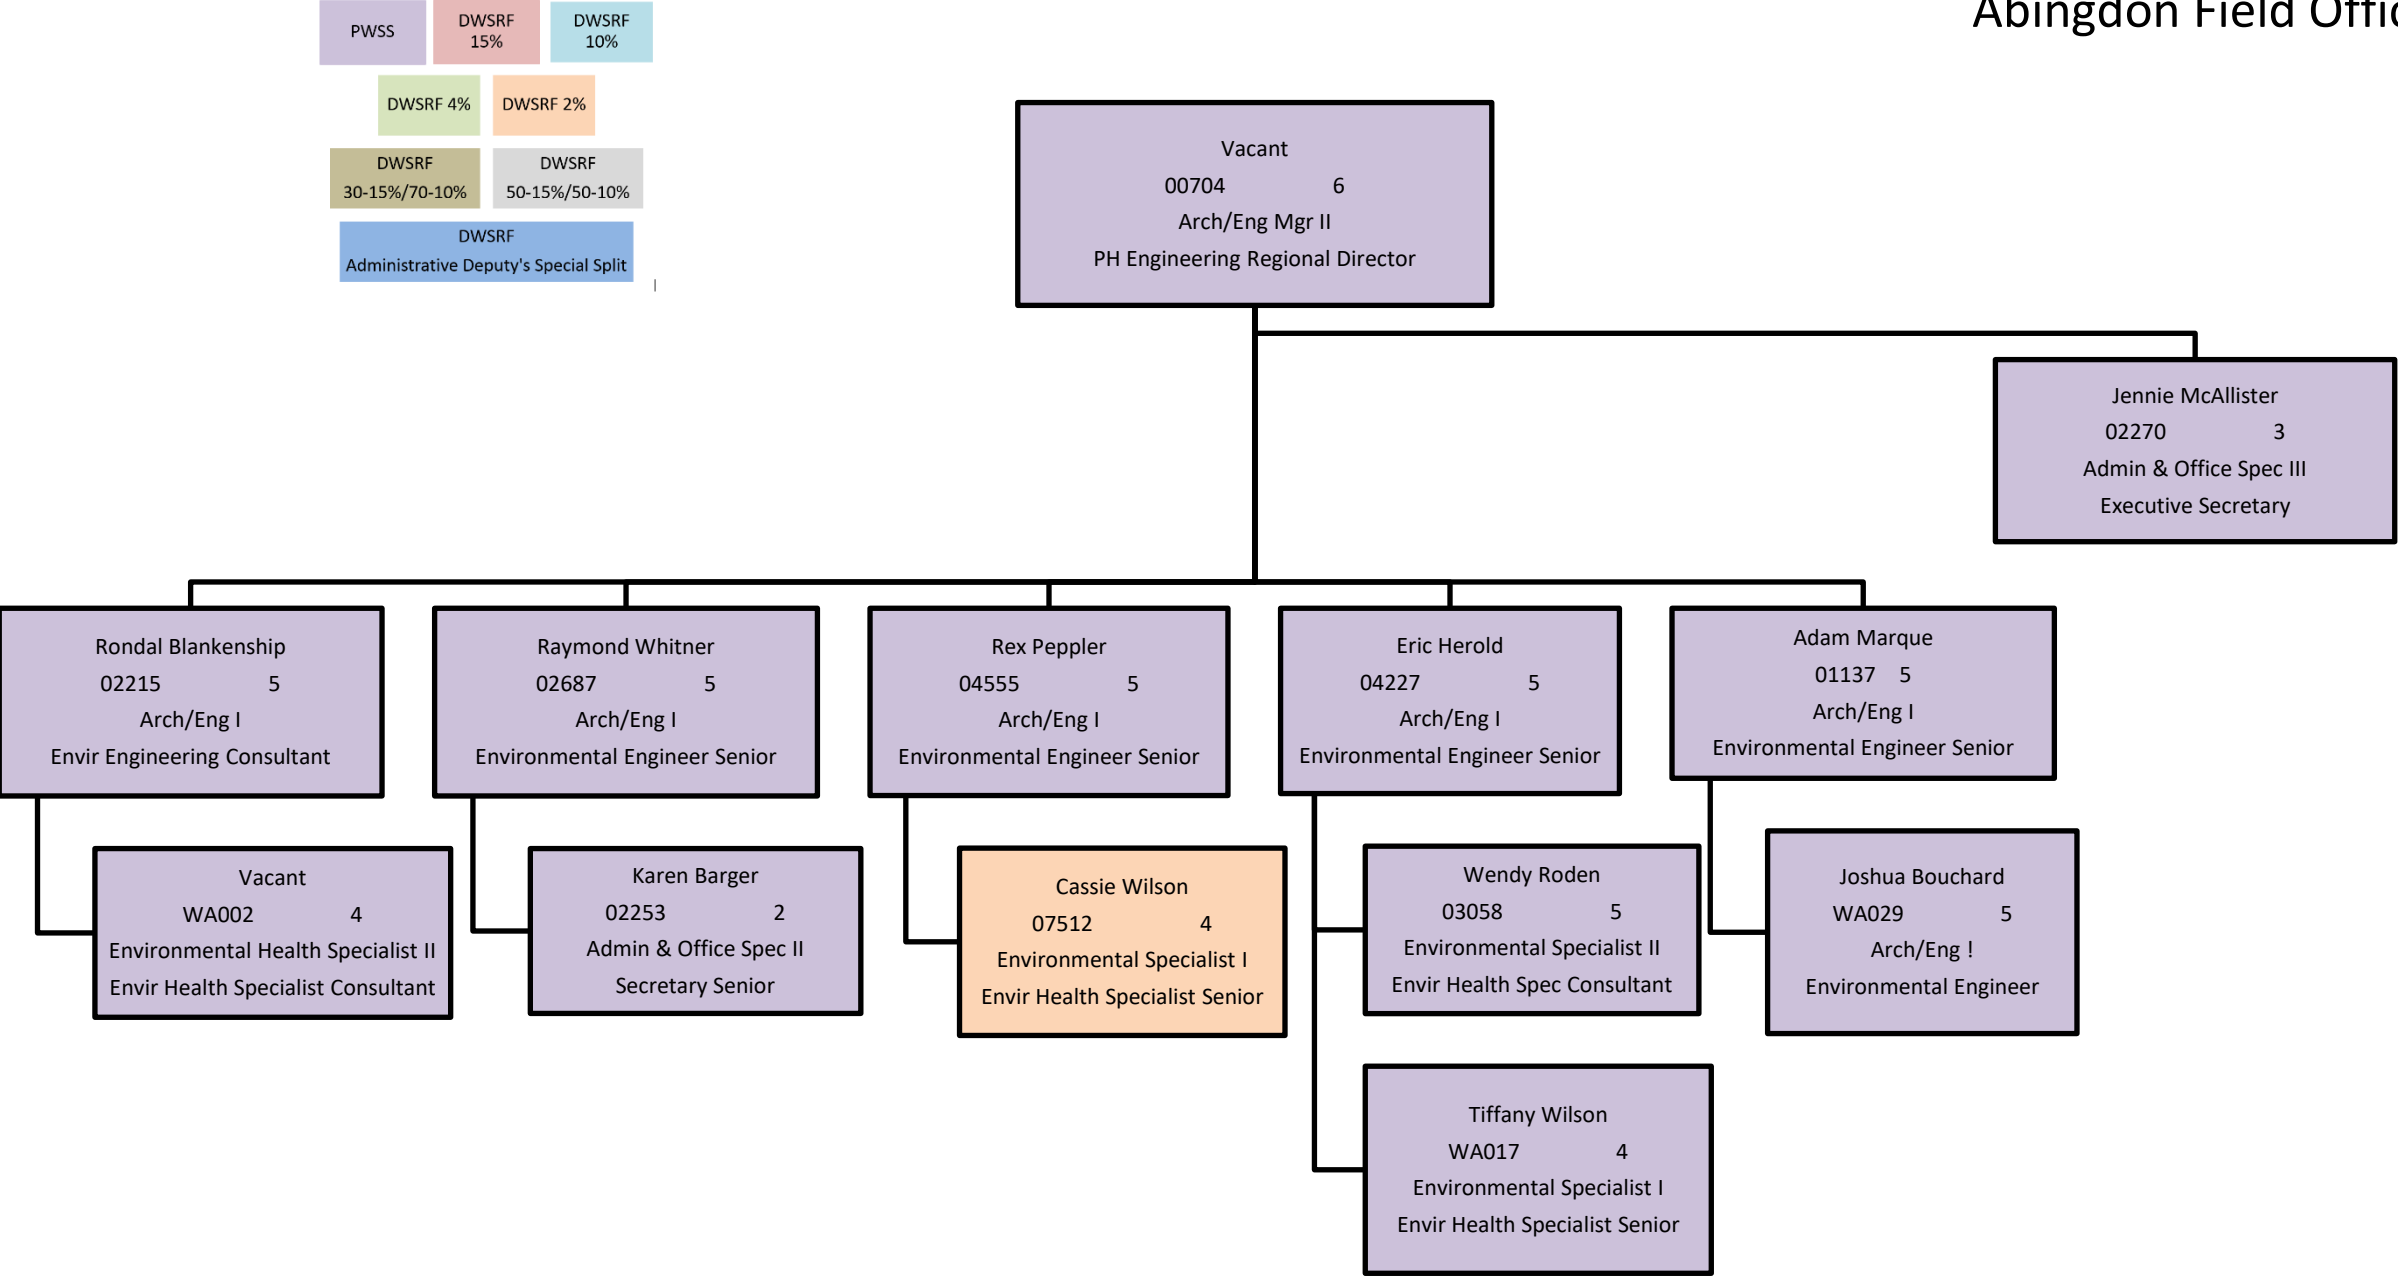 Abingdon Field Offic
PWSS
DWSRF
15%
DWSRF
10%
DWSRF 4%
DWSRF 2%
DWSRF
30-15%/70-10%
DWSRF
50-15%/50-10%
DWSRF
Administrative Deputy's Special Split
Vacant
00704 6
Arch/Eng Mgr II
PH Engineering Regional Director
Jennie McAllister
02270 3
Admin & Office Spec III
Executive Secretary
Rondal Blankenship
02215 5
Arch/Eng I
Envir Engineering Consultant
Raymond Whitner
02687 5
Arch/Eng I
Environmental Engineer Senior
Rex Peppler
04555 5
Arch/Eng I
Environmental Engineer Senior
Eric Herold
04227 5
Arch/Eng I
Environmental Engineer Senior
Adam Marque
01137 5
Arch/Eng I
Environmental Engineer Senior
Vacant
WA002 4
Environmental Health Specialist II
Envir Health Specialist Consultant
Karen Barger
02253 2
Admin & Office Spec II
Secretary Senior
Cassie Wilson
07512 4
Environmental Specialist I
Envir Health Specialist Senior
Wendy Roden
03058 5
Environmental Specialist II
Envir Health Spec Consultant
Joshua Bouchard
WA029 5
Arch/Eng !
Environmental Engineer
Tiffany Wilson
WA017 4
Environmental Specialist I
Envir Health Specialist Senior